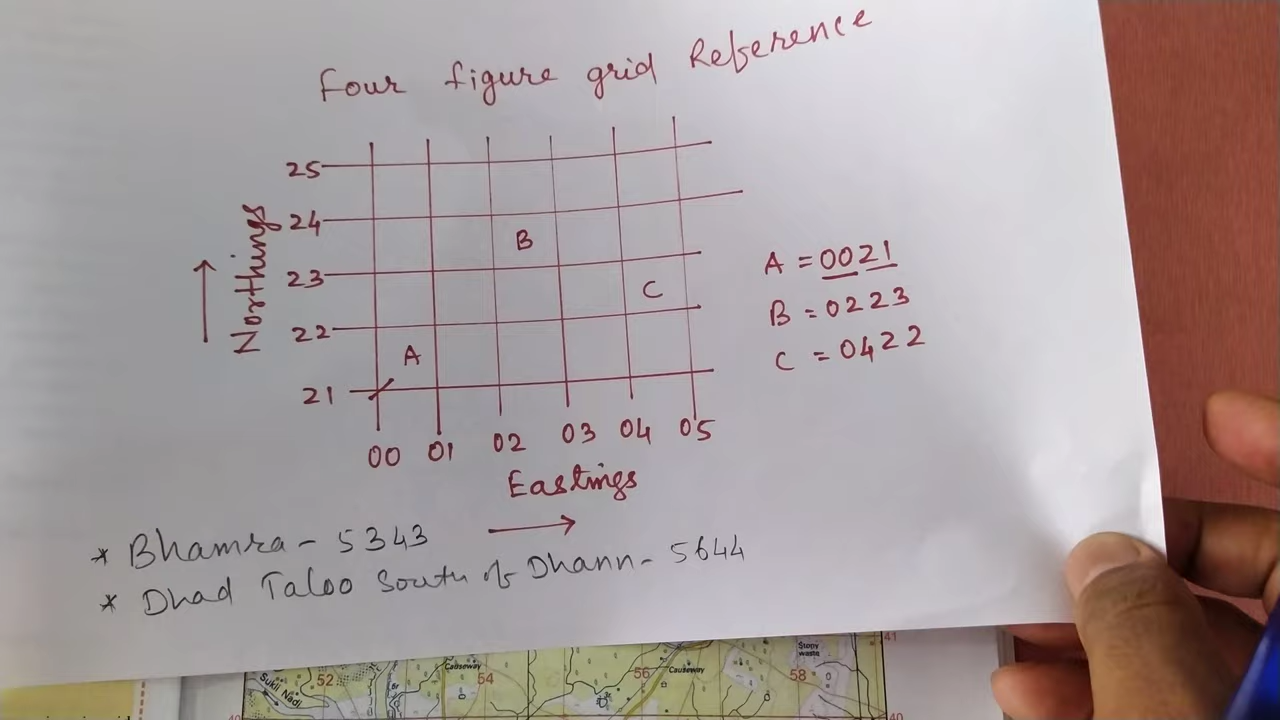 Four figure grid Reference
25
24
23
22
21
Northings
A
B
C
00 01 02 03 04 05
Eastings
A = 0021
B = 0223
C = 0422
* Bhamra - 5343
* Dhad Taloo South of Dhann - 5644
Sukli Nadi
52
Causeway
54
56
Causeway
Stony
waste
58
41
40
40